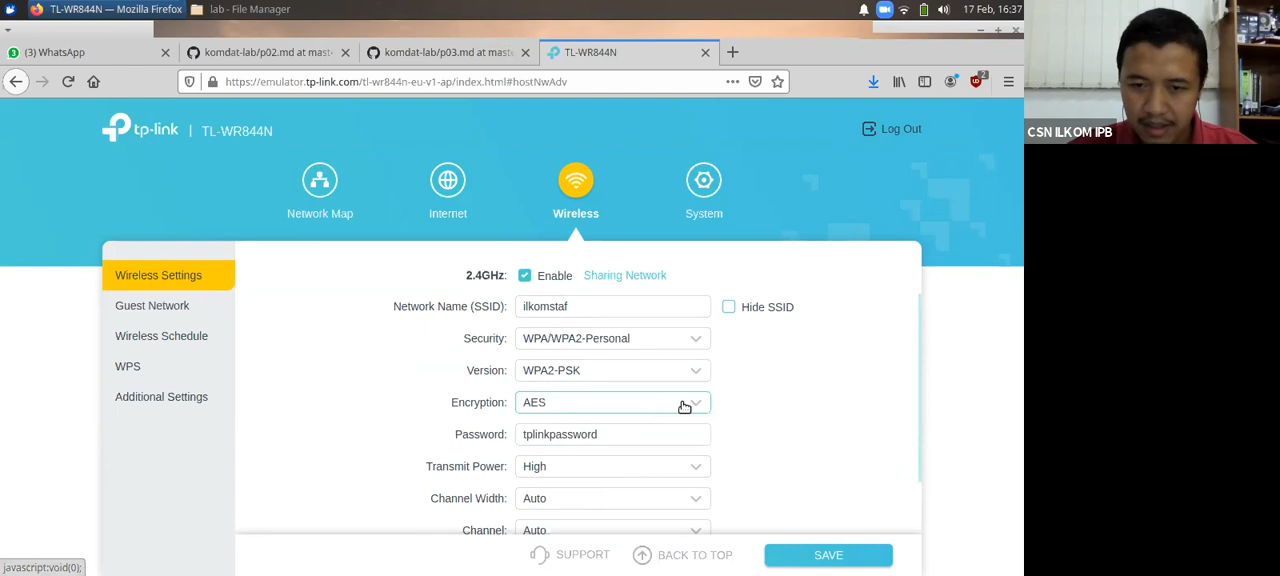 TL-WR844N — Mozilla Firefox
lab - File Manager
17 Feb, 16:37
(3) WhatsApp
komdat-lab/p02.md at mast
komdat-lab/p03.md at maste
TL-WR844N
https://emulator.tp-link.com/tl-wr844n-eu-v1-ap/index.html#hostNwAdv
2
tp-link | TL-WR844N
Log Out
Network Map
Internet
Wireless
System
Wireless Settings
Guest Network
Wireless Schedule
WPS
Additional Settings
2.4GHz: Enable Sharing Network
Network Name (SSID): ilkomstaf Hide SSID
Security: WPA/WPA2-Personal
Version: WPA2-PSK
Encryption: AES
Password: tplinkpassword
Transmit Power: High
Channel Width: Auto
Channel: Auto
SUPPORT
BACK TO TOP
SAVE
javascript:void(0);
CSN ILKOM IPB